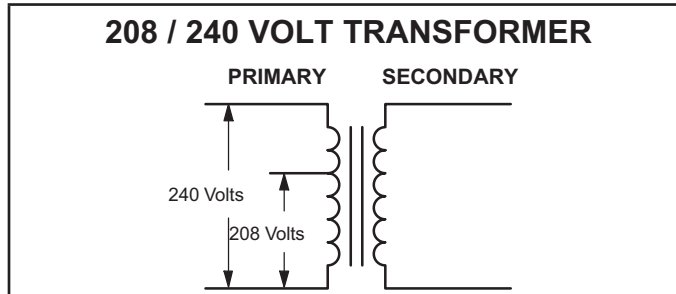 208 / 240 VOLT TRANSFORMER
PRIMARY SECONDARY
240 Volts
208 Volts